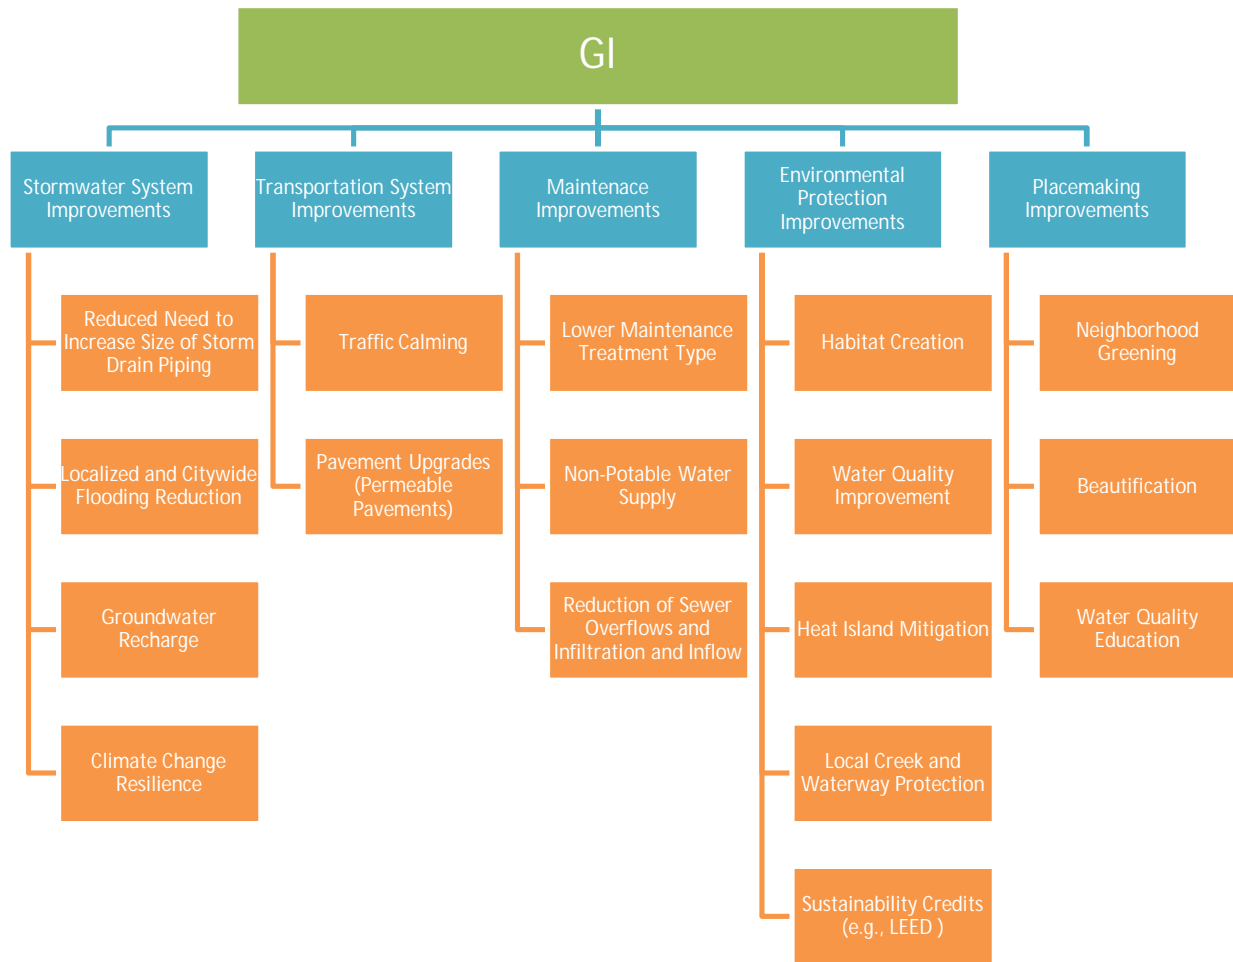 GI
Stormwater System
Improvements
Transportation System
Improvements
Maintenace
Improvements
Environmental
Protection
Improvements
Placemaking
Improvements
Reduced Need to
Increase Size of Storm
Drain Piping
Localized and Citywide
Flooding Reduction
Groundwater
Recharge
Climate Change
Resilience
Traffic Calming
Pavement Upgrades
(Permeable
Pavements)
Lower Maintenance
Treatment Type
Non-Potable Water
Supply
Reduction of Sewer
Overflows and
Infiltration and Inflow
Habitat Creation
Water Quality
Improvement
Heat Island Mitigation
Local Creek and
Waterway Protection
Sustainability Credits
(e.g., LEED )
Neighborhood
Greening
Beautification
Water Quality
Education